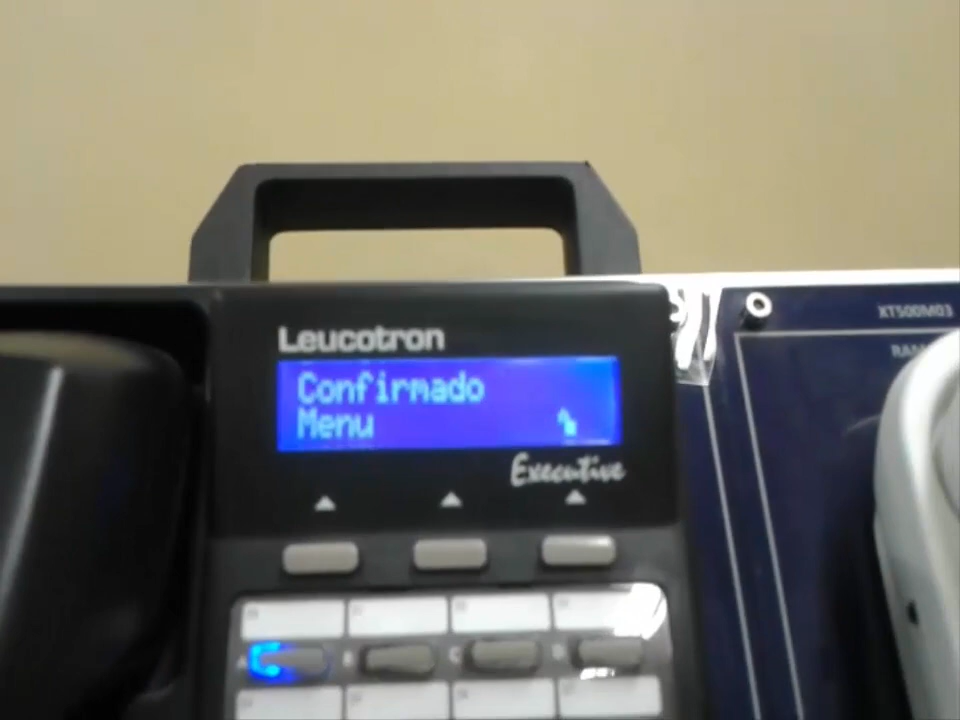 Leucotron
Confirmado
Menu
Executive
XT500M03
A
B
C
D